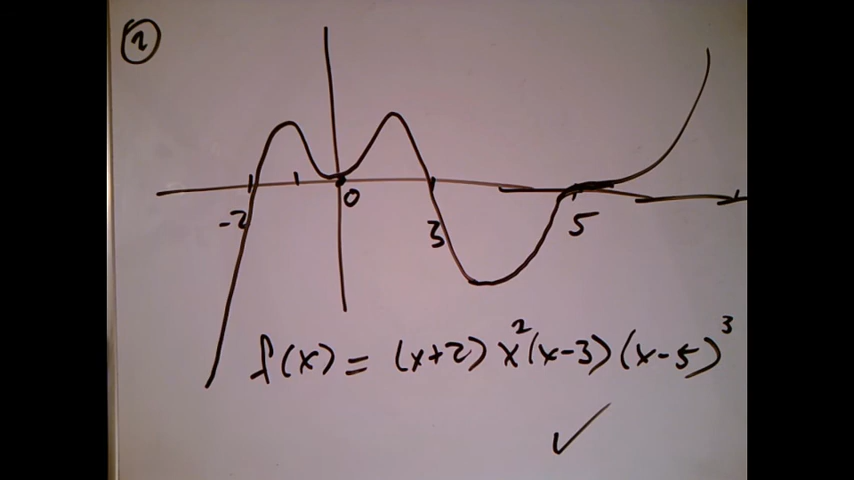 2
-2 0 3 5
f(x) = (x+2) x²(x-3)(x-5)³